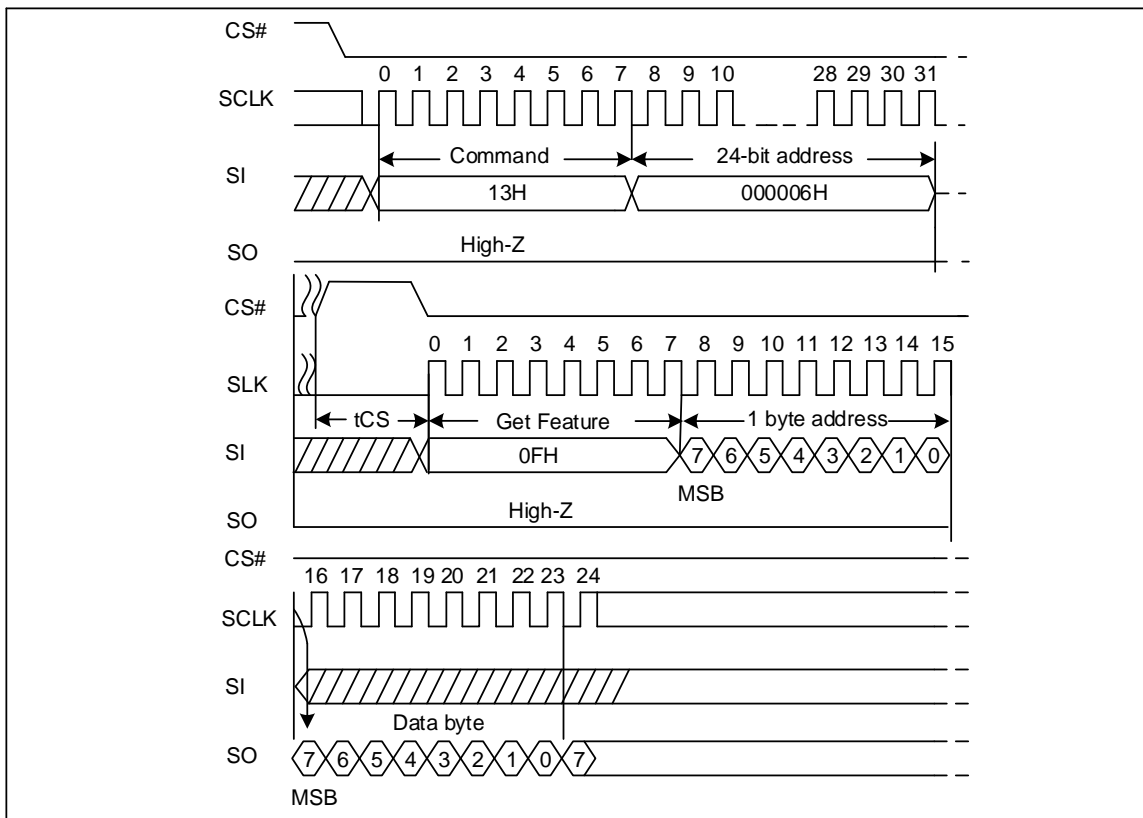 CS#
0 1 2 3 4 5 6 7 8 9 10 28 29 30 31
SCLK
Command 24-bit address
SI
13H 000006H
High-Z
SO
CS#
0 1 2 3 4 5 6 7 8 9 10 11 12 13 14 15
SLK
tCS Get Feature 1 byte address
SI
0FH 7 6 5 4 3 2 1 0
MSB
High-Z
SO
CS#
16 17 18 19 20 21 22 23 24
SCLK
SI
Data byte
SO
7 6 5 4 3 2 1 0 7
MSB